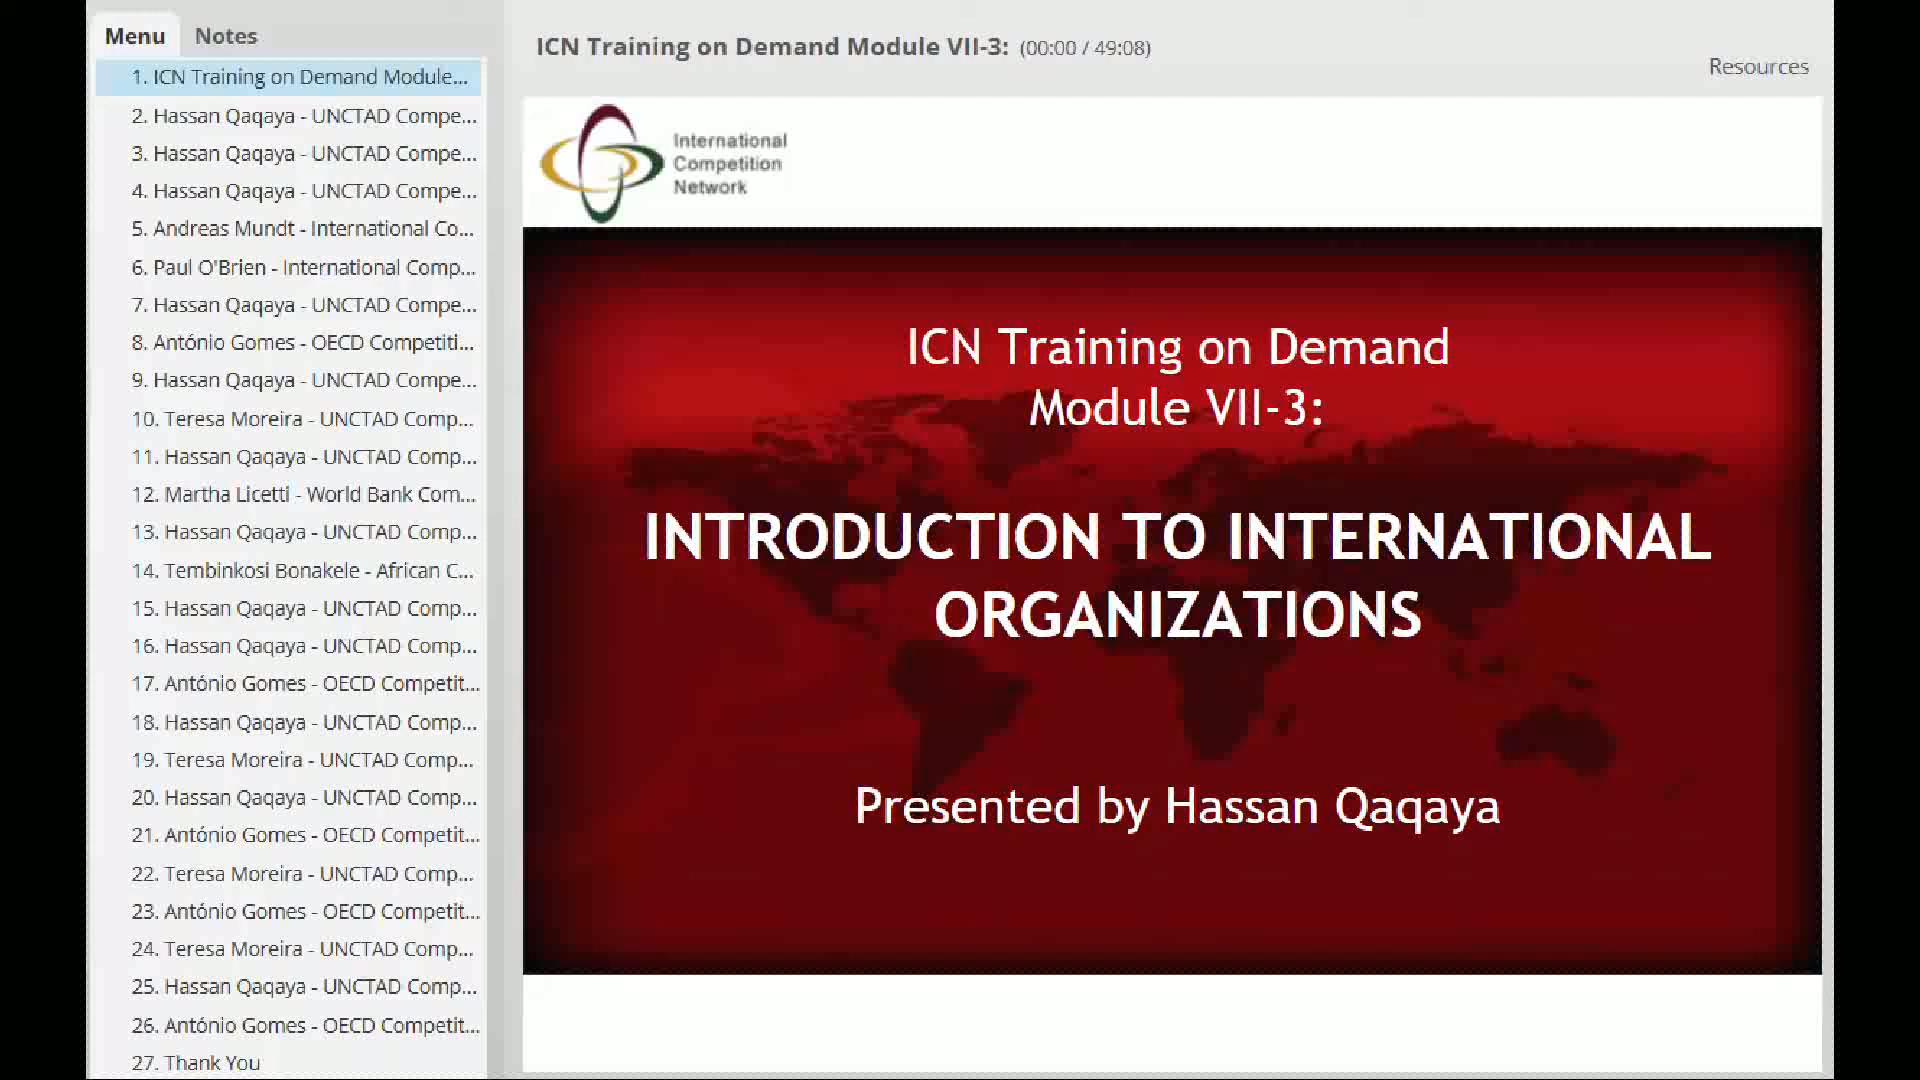 Menu
Notes
1. ICN Training on Demand Module...
2. Hassan Qaqaya - UNCTAD Compe...
3. Hassan Qaqaya - UNCTAD Compe...
4. Hassan Qaqaya - UNCTAD Compe...
5. Andreas Mundt - International Co...
6. Paul O'Brien - International Comp...
7. Hassan Qaqaya - UNCTAD Compe...
8. António Gomes - OECD Competiti...
9. Hassan Qaqaya - UNCTAD Compe...
10. Teresa Moreira - UNCTAD Comp...
11. Hassan Qaqaya - UNCTAD Comp...
12. Martha Licetti - World Bank Com...
13. Hassan Qaqaya - UNCTAD Comp...
14. Tembinkosi Bonakele - African C...
15. Hassan Qaqaya - UNCTAD Comp...
16. Hassan Qaqaya - UNCTAD Comp...
17. António Gomes - OECD Competit...
18. Hassan Qaqaya - UNCTAD Comp...
19. Teresa Moreira - UNCTAD Comp...
20. Hassan Qaqaya - UNCTAD Comp...
21. António Gomes - OECD Competit...
22. Teresa Moreira - UNCTAD Comp...
23. António Gomes - OECD Competit...
24. Teresa Moreira - UNCTAD Comp...
25. Hassan Qaqaya - UNCTAD Comp...
26. António Gomes - OECD Competit...
27. Thank You
ICN Training on Demand Module VII-3: (00:00 / 49:08)
Resources
International
Competition
Network
ICN Training on Demand
Module VII-3:
INTRODUCTION TO INTERNATIONAL
ORGANIZATIONS
Presented by Hassan Qaqaya